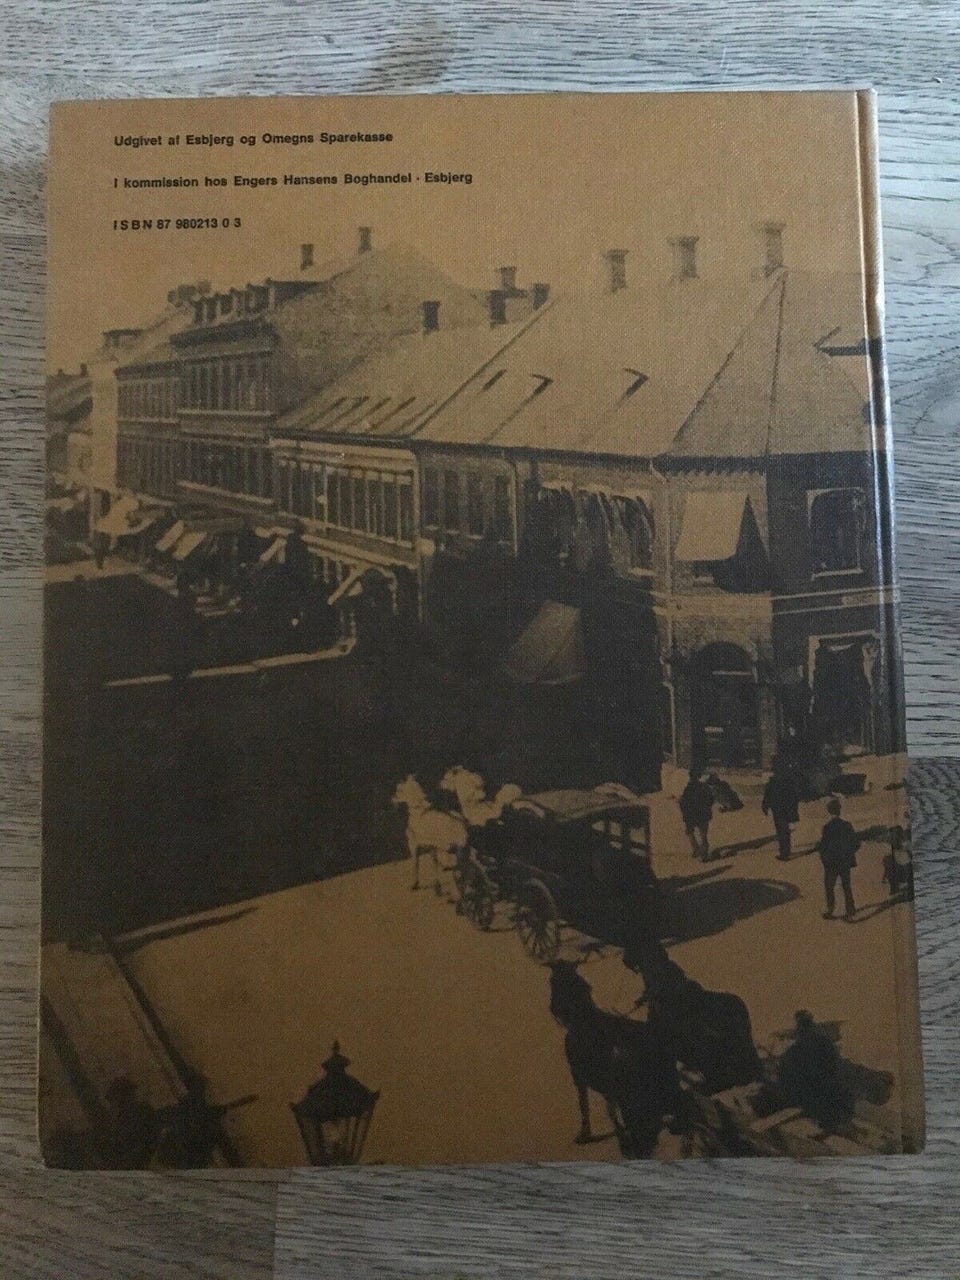 Udgivet af Esbjerg og Omegns Sparekasse
I kommission hos Engers Hansens Boghandel · Esbjerg
ISBN 87 980213 0 3